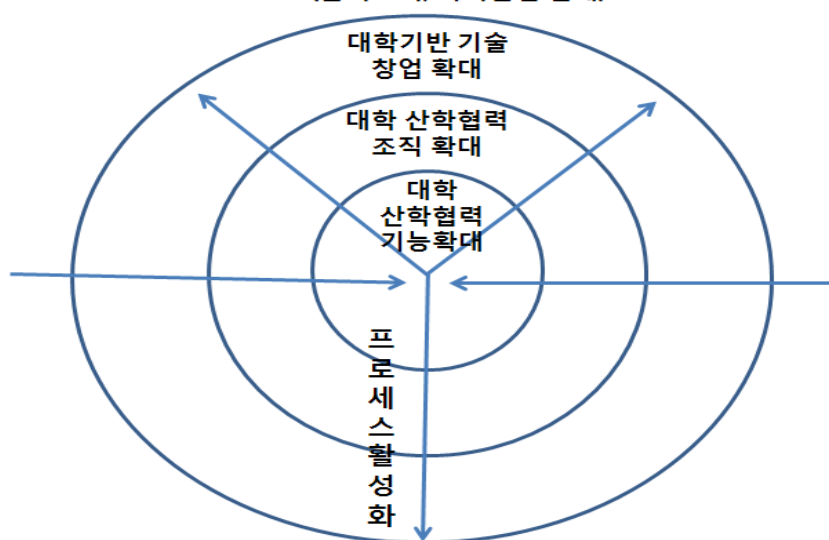 대학기반 기술
창업 확대
대학 산학협력
조직 확대
대학
산학협력
기능확대
프로세스활성화